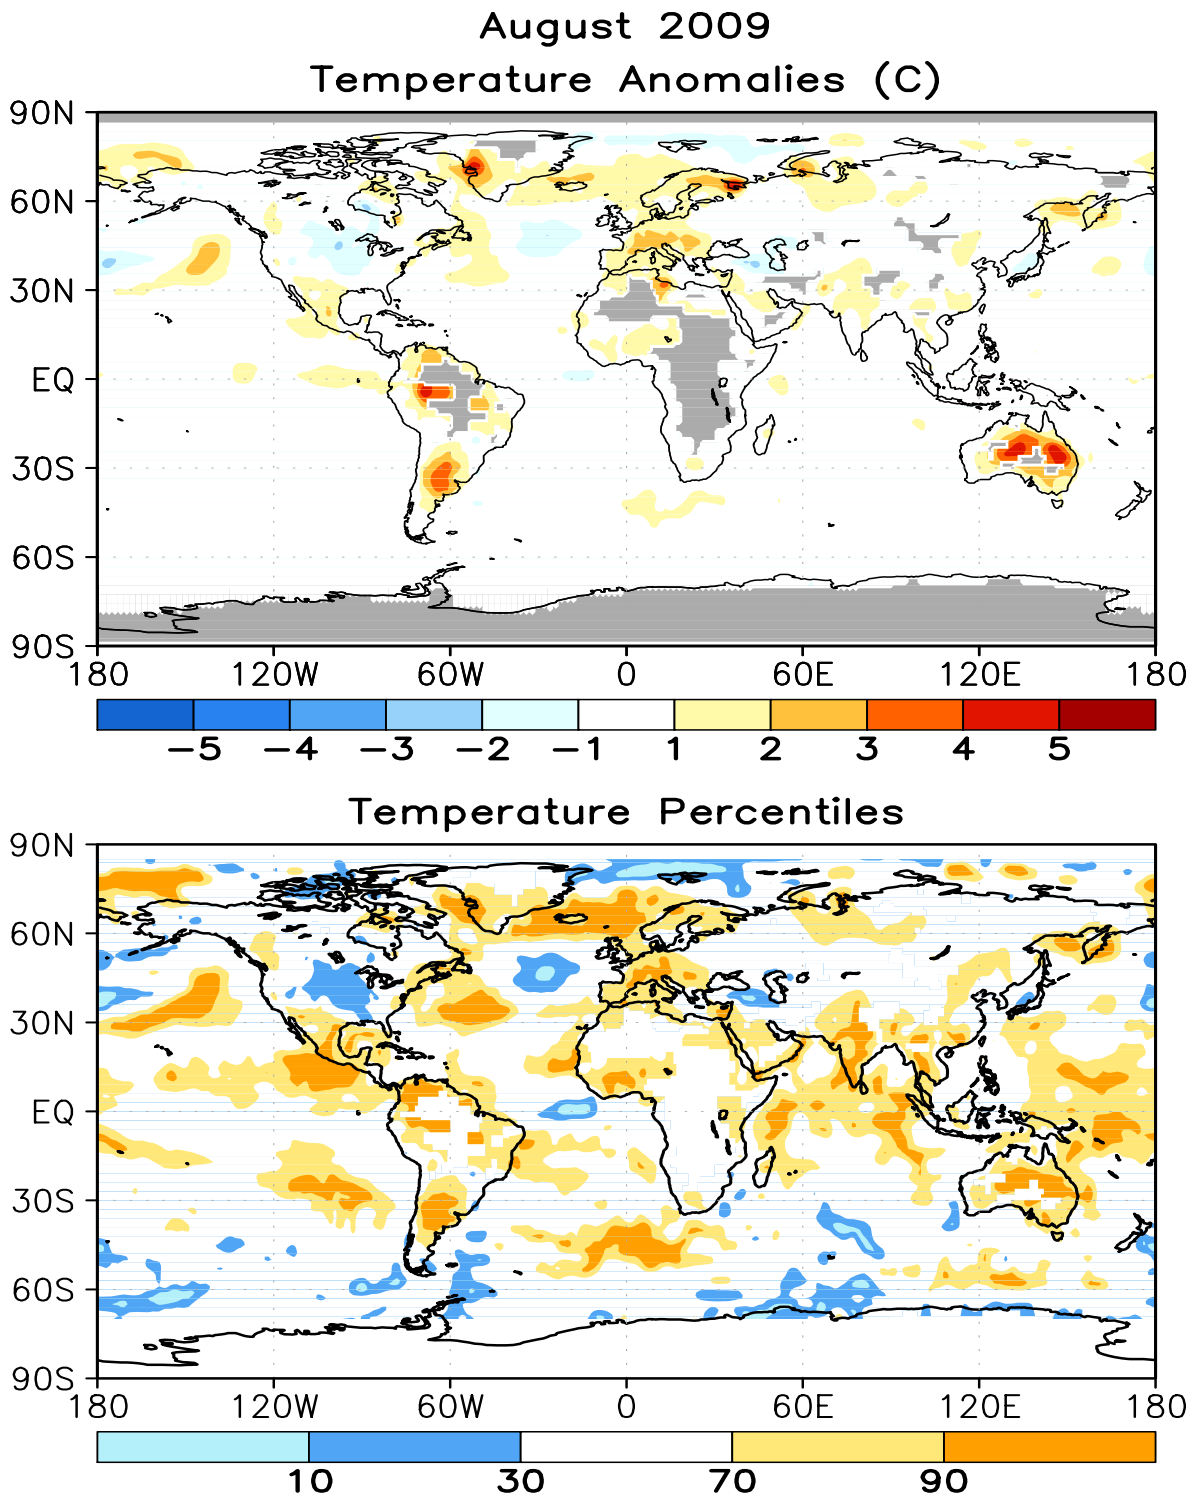 August 2009
Temperature Anomalies (C)
90N
60N
30N
EQ
30S
60S
90S
180 120W 60W 0 60E 120E 180
−5 −4 −3 −2 −1 1 2 3 4 5
Temperature Percentiles
90N
60N
30N
EQ
30S
60S
90S
180 120W 60W 0 60E 120E 180
10 30 70 90